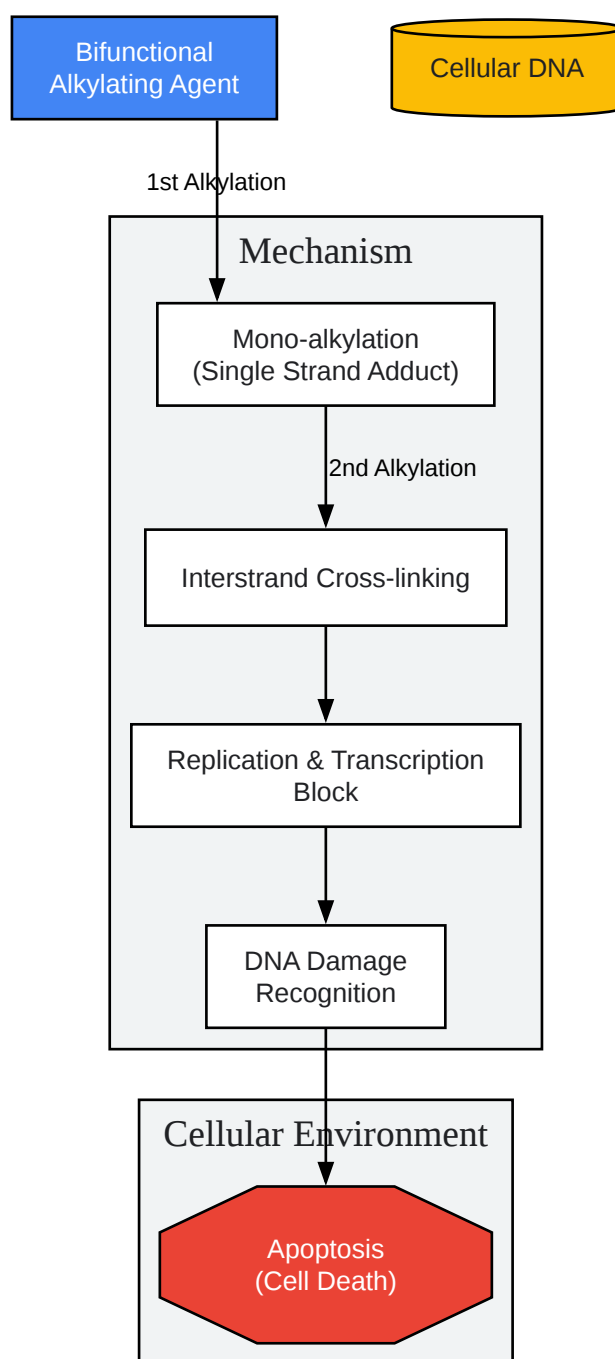 Bifunctional
Alkylating Agent
Cellular DNA
1st Alkylation
Mechanism
Mono-alkylation
(Single Strand Adduct)
2nd Alkylation
Interstrand Cross-linking
Replication & Transcription
Block
DNA Damage
Recognition
Cellular Environment
Apoptosis
(Cell Death)